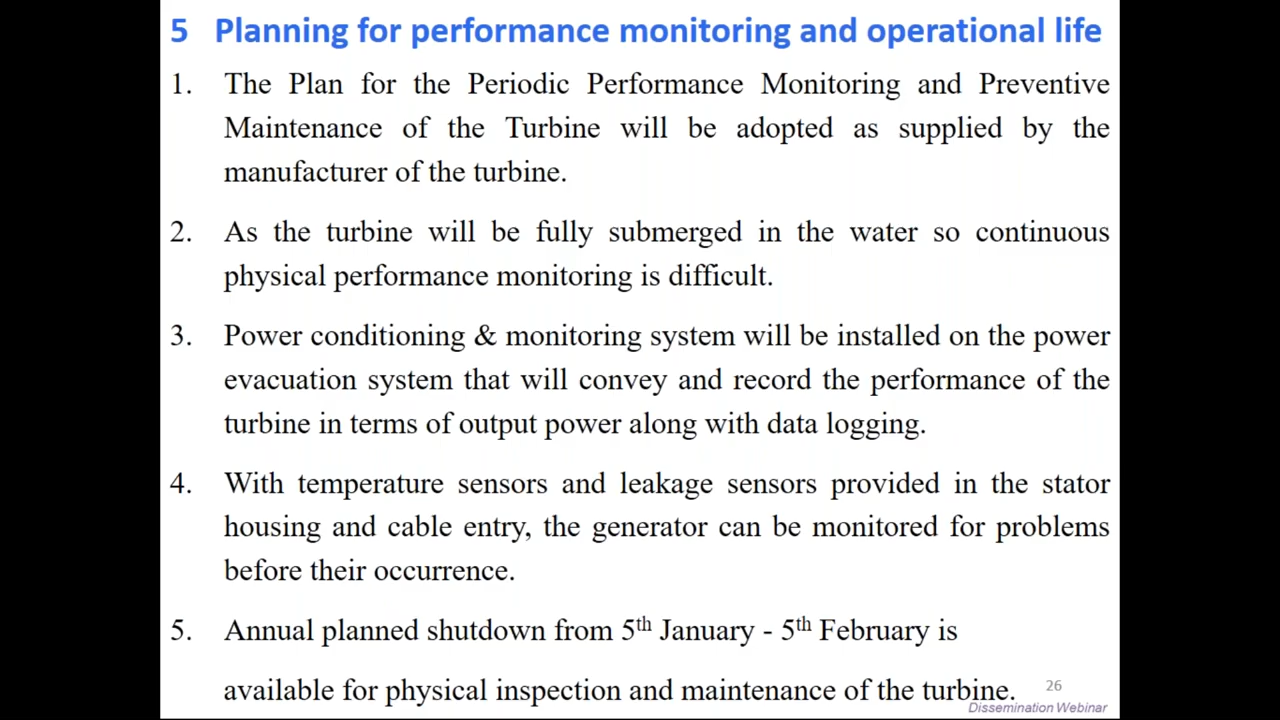 5 Planning for performance monitoring and operational life
1. The Plan for the Periodic Performance Monitoring and Preventive
Maintenance of the Turbine will be adopted as supplied by the
manufacturer of the turbine.
2. As the turbine will be fully submerged in the water so continuous
physical performance monitoring is difficult.
3. Power conditioning & monitoring system will be installed on the power
evacuation system that will convey and record the performance of the
turbine in terms of output power along with data logging.
4. With temperature sensors and leakage sensors provided in the stator
housing and cable entry, the generator can be monitored for problems
before their occurrence.
5. Annual planned shutdown from 5th January - 5th February is
available for physical inspection and maintenance of the turbine.
26
Dissemination Webinar